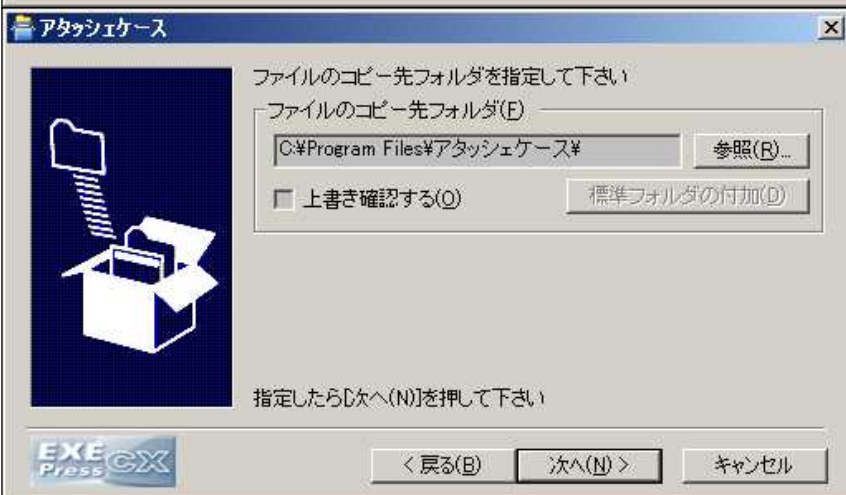 アタッシェケース
ファイルのコピー先フォルダを指定して下さい
ファイルのコピー先フォルダ(F)
C:¥Program Files¥アタッシェケース¥
参照(R)...
上書き確認する(O)
標準フォルダの付加(D)
指定したら[次へ(N)]を押して下さい
EXE
Press CX
< 戻る(B)
次へ(N) >
キャンセル